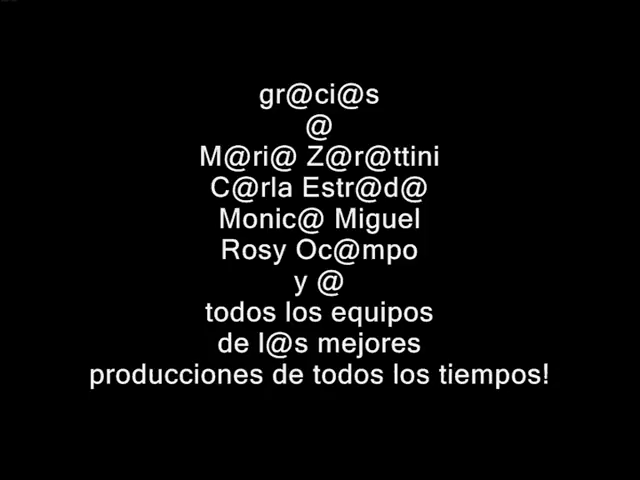 gr@ci@s
@
M@ri@ Z@r@ttini
C@rla Estr@d@
Monic@ Miguel
Rosy Oc@mpo
y @
todos los equipos
de l@s mejores
producciones de todos los tiempos!